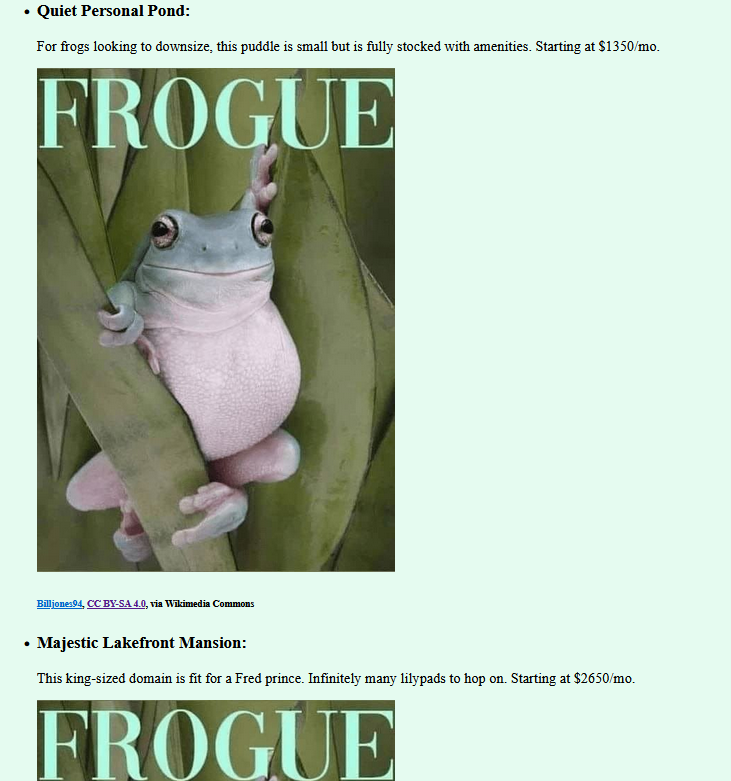 Quiet Personal Pond:
For frogs looking to downsize, this puddle is small but is fully stocked with amenities. Starting at $1350/mo.
FROGUE
Billjones94, CC BY-SA 4.0, via Wikimedia Commons
Majestic Lakefront Mansion:
This king-sized domain is fit for a Fred prince. Infinitely many lilypads to hop on. Starting at $2650/mo.
FROGUE